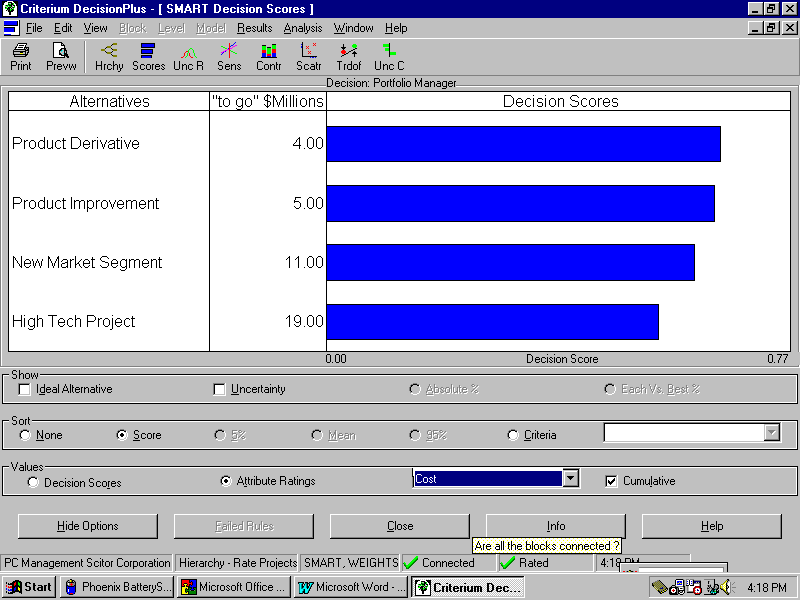 Criterium DecisionPlus - [ SMART Decision Scores ]
File Edit View Block Level Model Results Analysis Window Help
Print Prevw Hrchy Scores Unc R Sens Contr Scatr Trdof Unc C
Decision: Portfolio Manager
Alternatives "to go" $Millions Decision Scores
Product Derivative 4.00
Product Improvement 5.00
New Market Segment 11.00
High Tech Project 19.00
0.00 Decision Score 0.77
Show
Ideal Alternative Uncertainty Absolute % Each Vs. Best %
Sort
None Score 5% Mean 95% Criteria
Values
Decision Scores Attribute Ratings Cost Cumulative
Hide Options Failed Rules Close Info Help
Are all the blocks connected ?
PC Management Scitor Corporation Hierarchy - Rate Projects SMART, WEIGHTS Connected Rated 4:18 PM
Start Phoenix BatteryS... Microsoft Office ... Microsoft Word - ... Criterium Dec... 4:18 PM